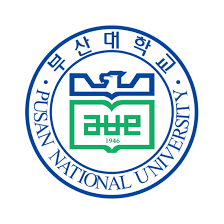 부산대학교
· PUSAN NATIONAL UNIVERSITY ·
1946